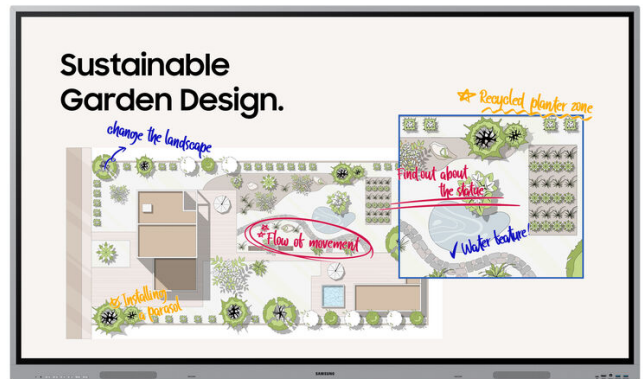 Sustainable
Garden Design.
☆ Recycled planter zone
change the landscape
Find out about
the statue
☆ Flow of movement
✓ Water feature!
Installing
a Parasol
SAMSUNG